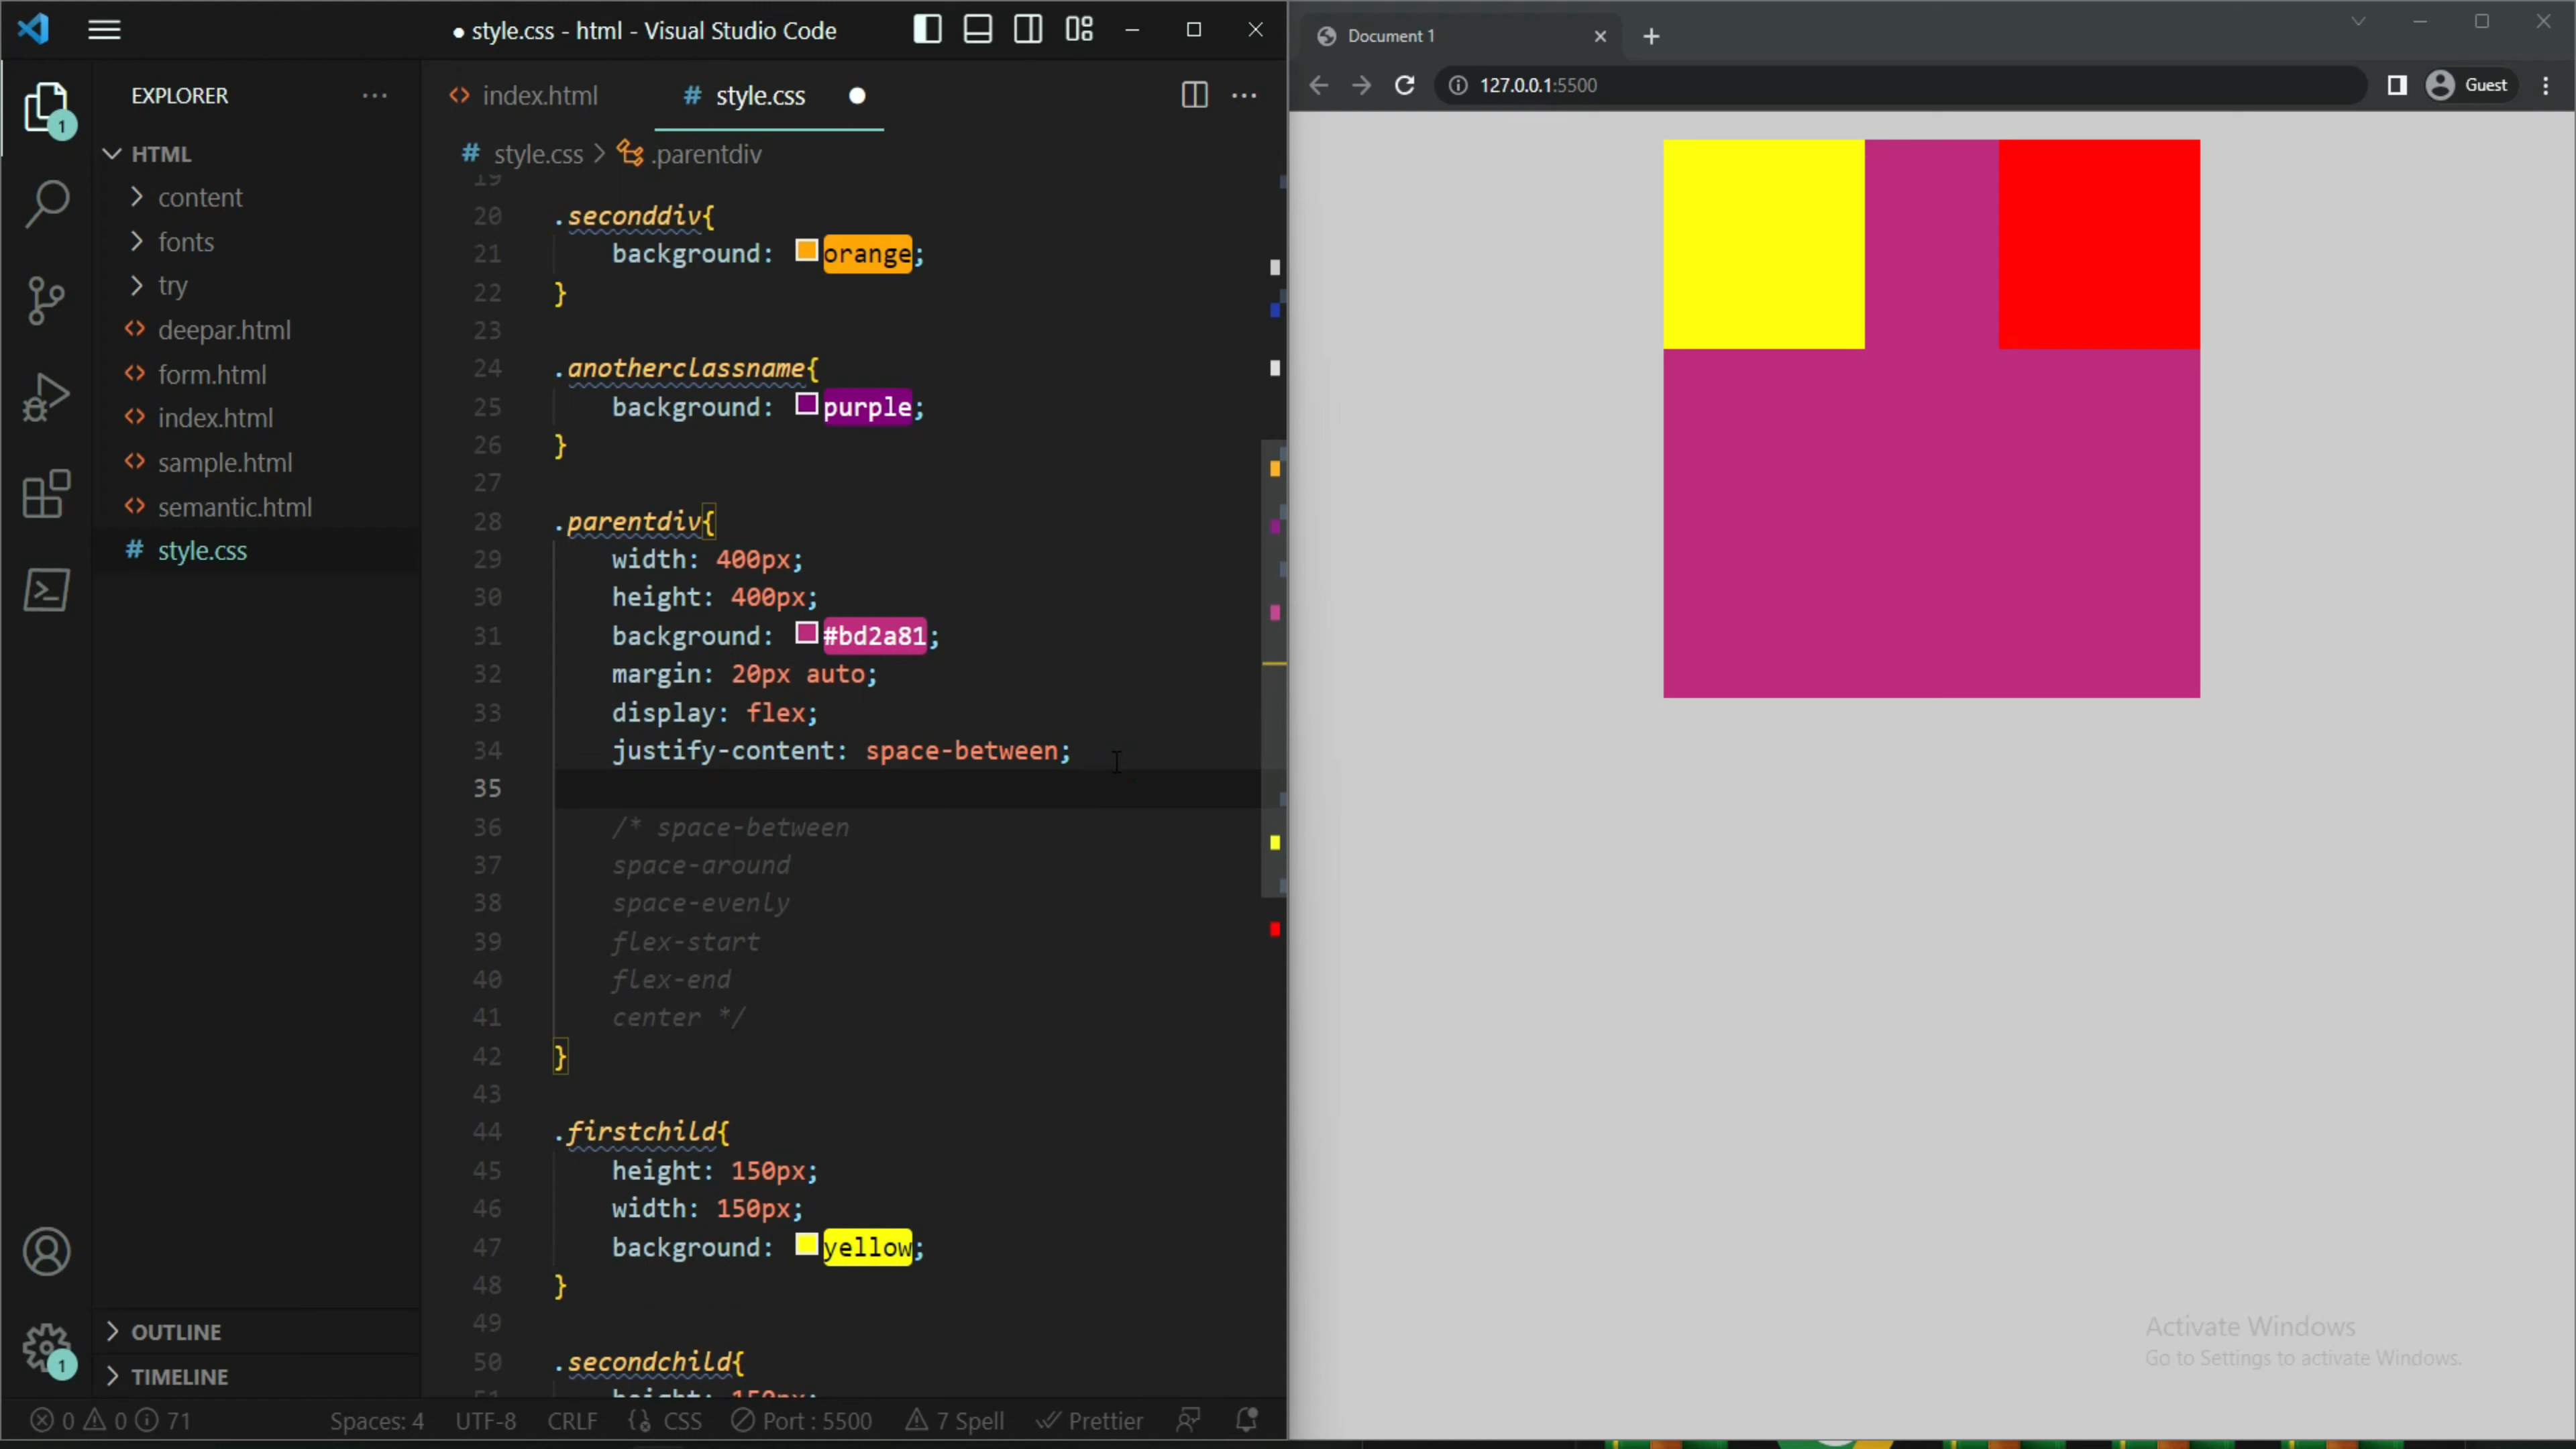 ● style.css - html - Visual Studio Code
EXPLORER
1
HTML
content
fonts
try
deepar.html
form.html
index.html
sample.html
semantic.html
# style.css
OUTLINE
TIMELINE
1
index.html
# style.css
# style.css > .parentdiv
19
20 .seconddiv{
21 background: orange;
22 }
23
24 .anotherclassname{
25 background: purple;
26 }
27
28 .parentdiv{
29 width: 400px;
30 height: 400px;
31 background: #bd2a81;
32 margin: 20px auto;
33 display: flex;
34 justify-content: space-between;
35
36 /* space-between
37 space-around
38 space-evenly
39 flex-start
40 flex-end
41 center */
42 }
43
44 .firstchild{
45 height: 150px;
46 width: 150px;
47 background: yellow;
48 }
49
50 .secondchild{
51 height: 150px;
0 0 71 Spaces: 4 UTF-8 CRLF CSS Port : 5500 7 Spell Prettier
Document 1
127.0.0.1:5500
Guest
Activate Windows
Go to Settings to activate Windows.